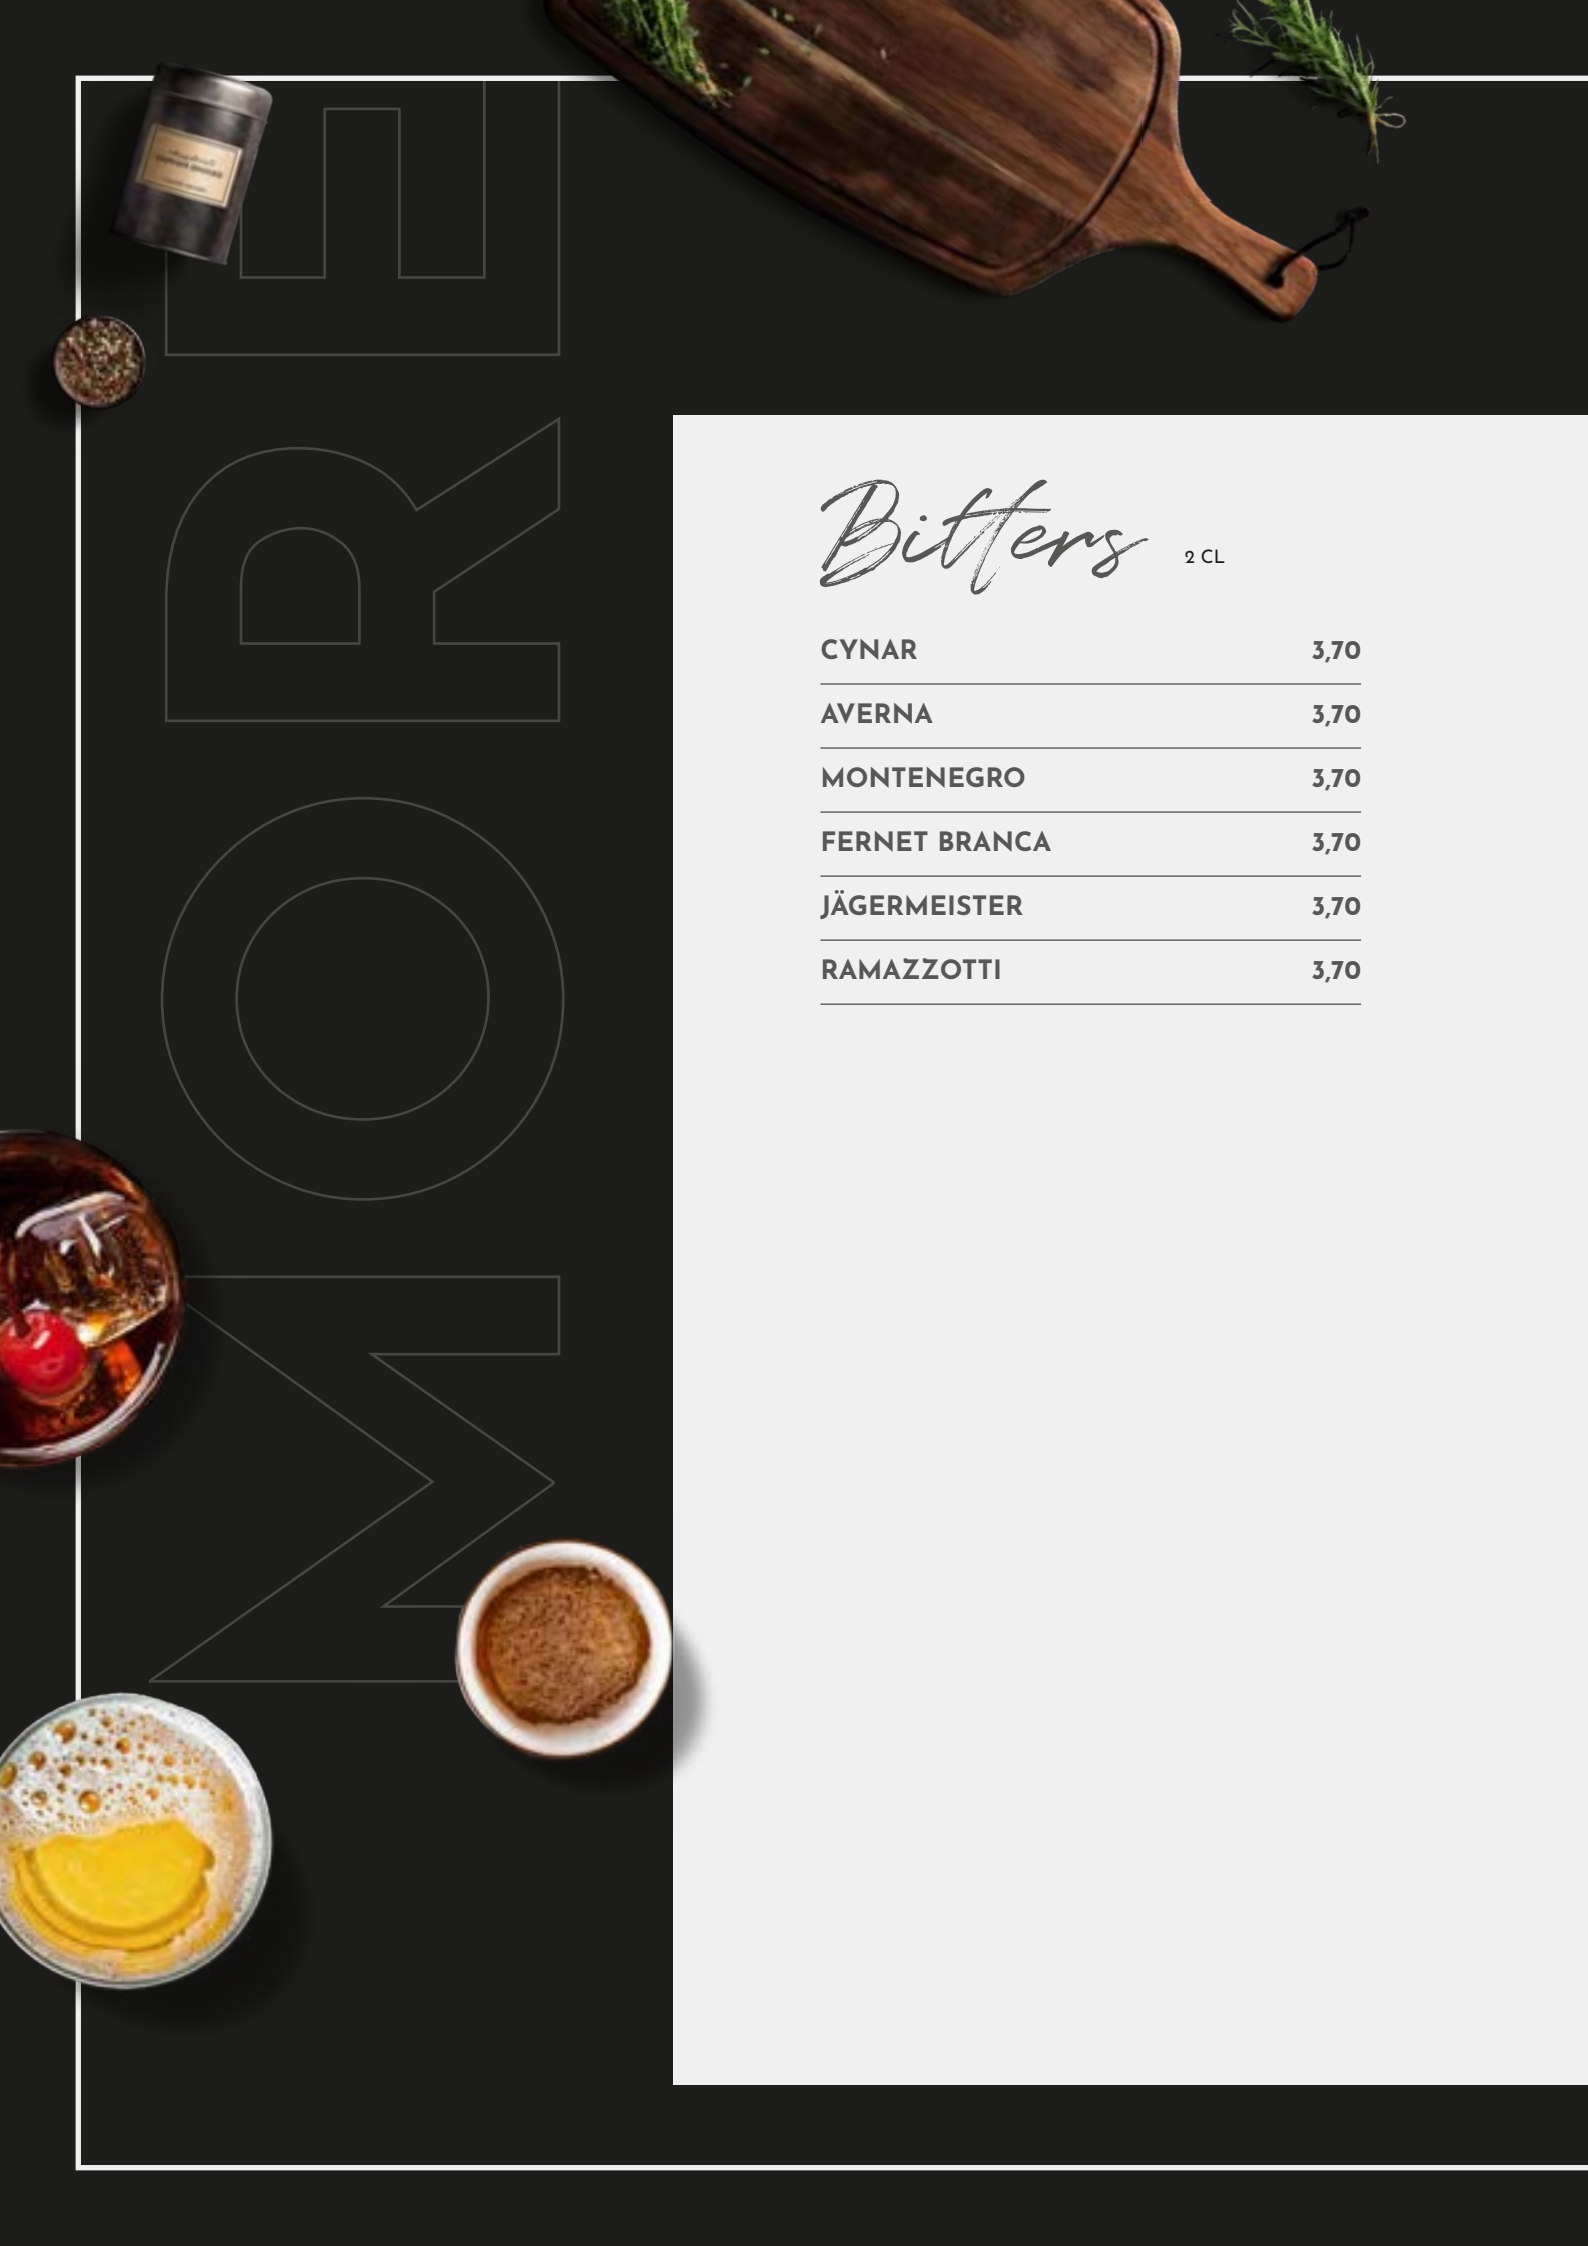 MORE
Bitters 2 CL
CYNAR 3,70
AVERNA 3,70
MONTENEGRO 3,70
FERNET BRANCA 3,70
JÄGERMEISTER 3,70
RAMAZZOTTI 3,70